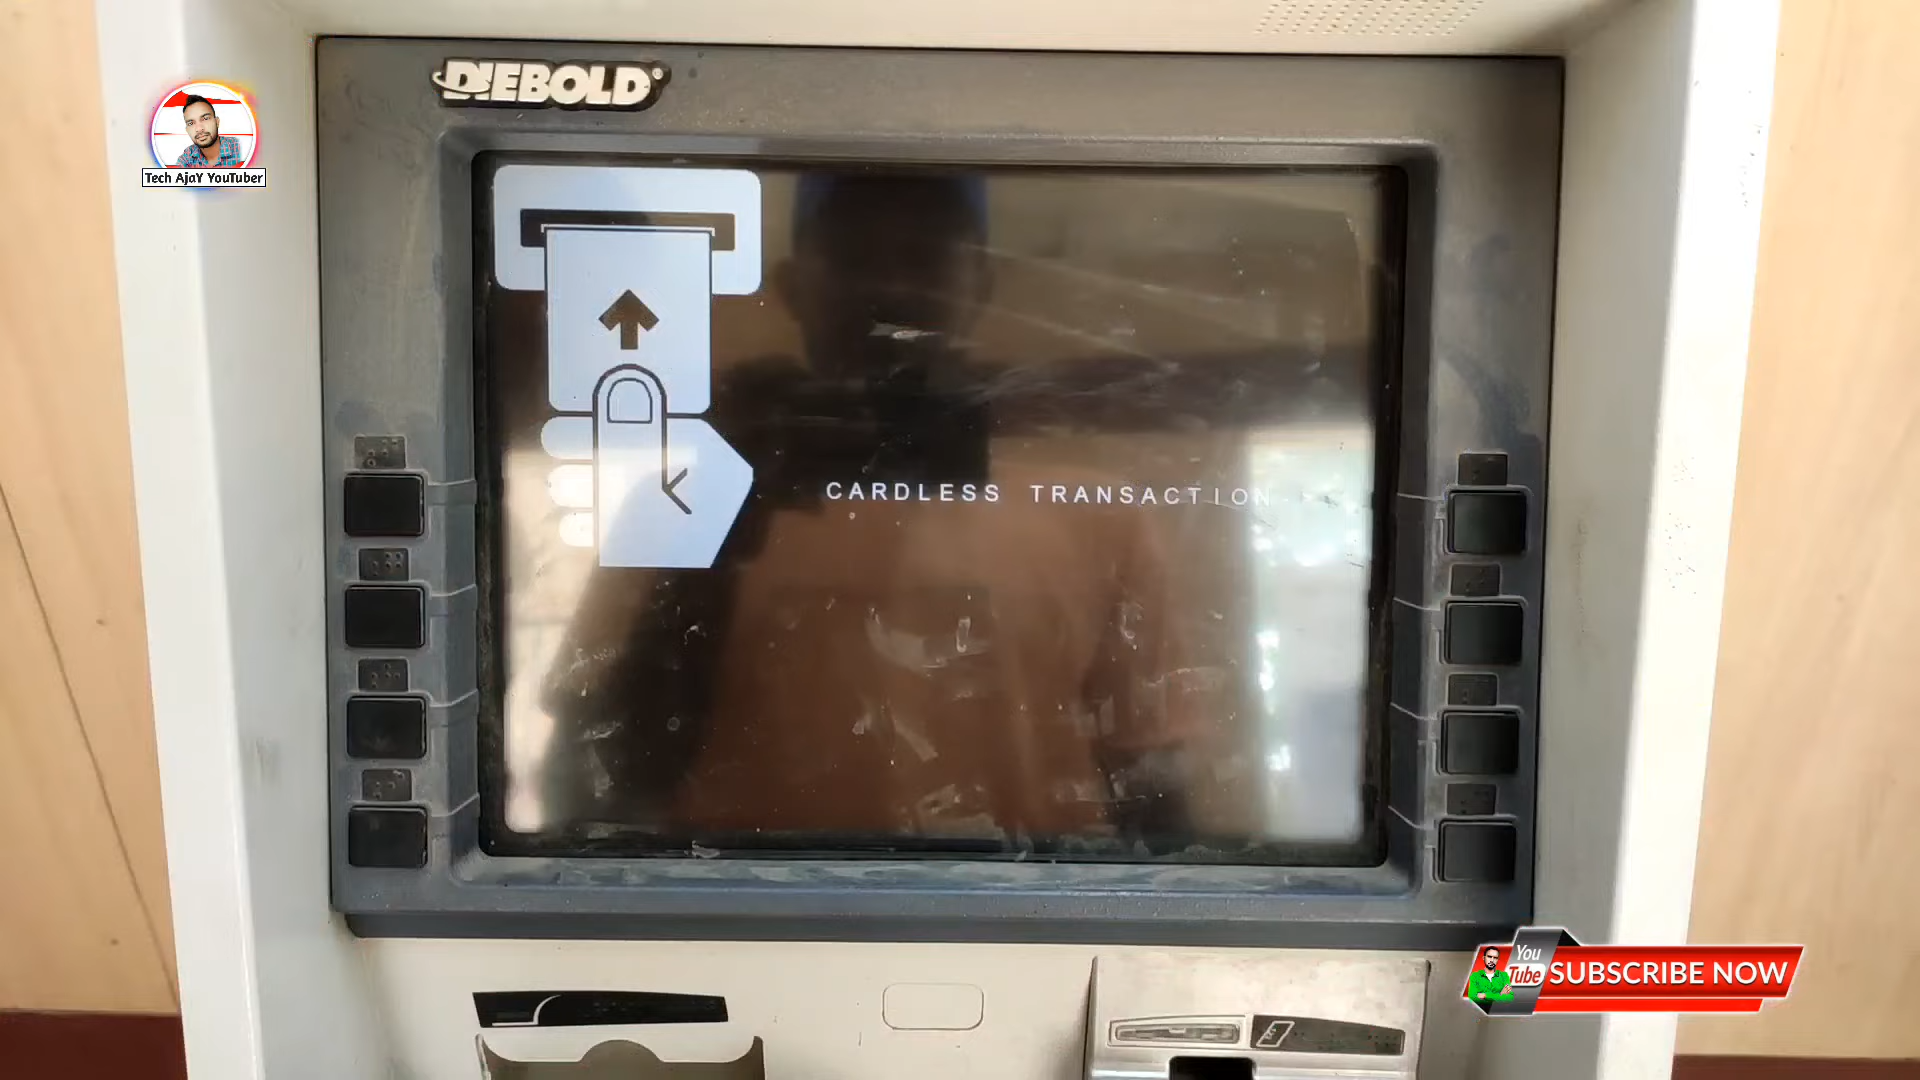 DIEBOLD®
Tech AjaY YouTuber
CARDLESS TRANSACTION
You
Tube
SUBSCRIBE NOW